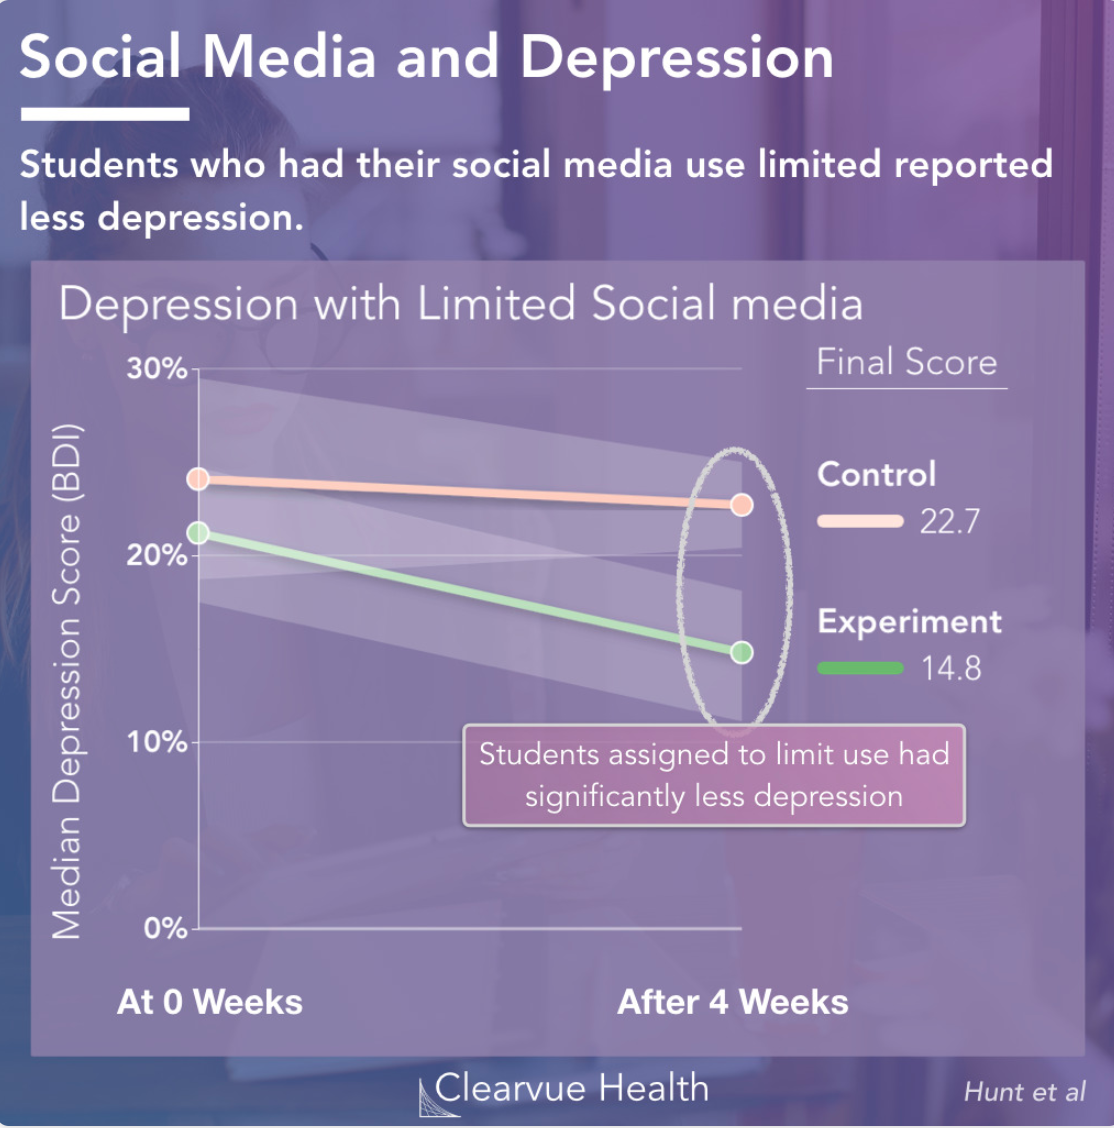 Social Media and Depression
Students who had their social media use limited reported
less depression.
Depression with Limited Social media
Median Depression Score (BDI)
30%
20%
10%
0%
At 0 Weeks
After 4 Weeks
Final Score
Control
22.7
Experiment
14.8
Students assigned to limit use had
significantly less depression
Clearvue Health
Hunt et al